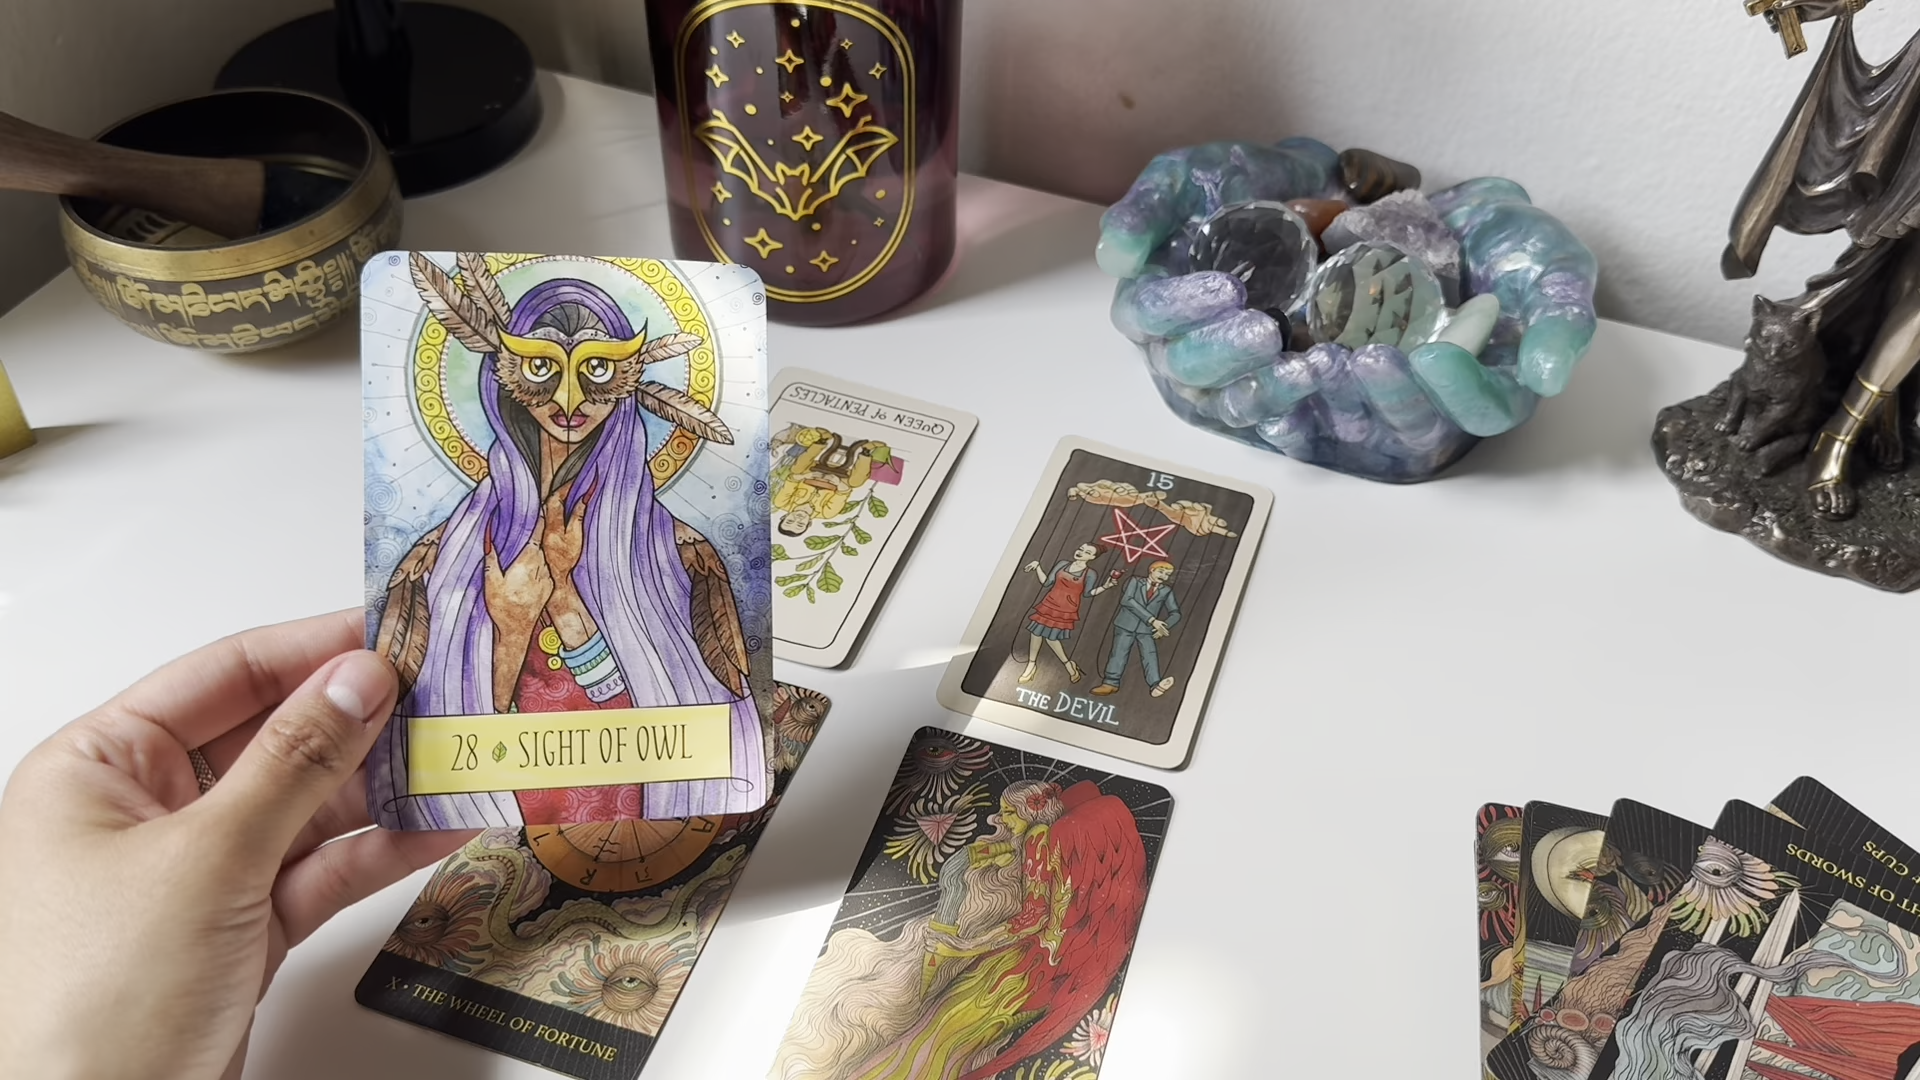 QUEEN of PENTACLES
15
THE DEVIL
28 SIGHT OF OWL
X • THE WHEEL OF FORTUNE
OF SWORDS
CUPS